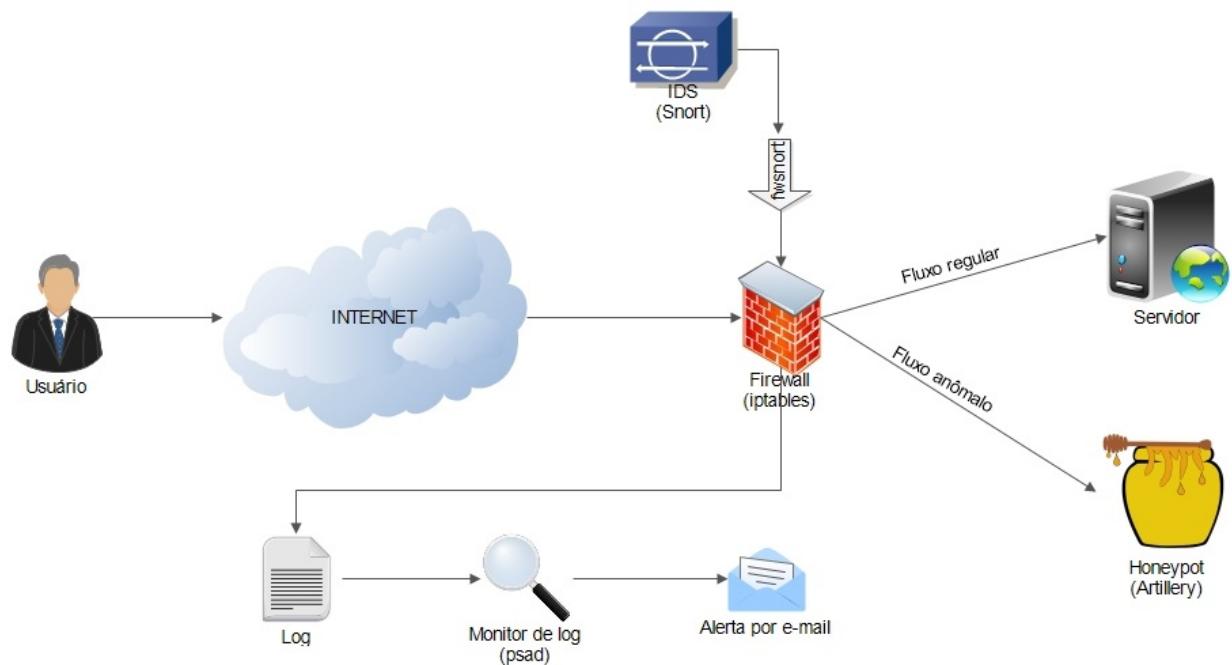 IDS
(Snort)
fwsnort
Fluxo regular
INTERNET
Servidor
Usuário
Firewall
(iptables)
Fluxo anômalo
Log
Monitor de log
(psad)
Alerta por e-mail
Honeypot
(Artillery)